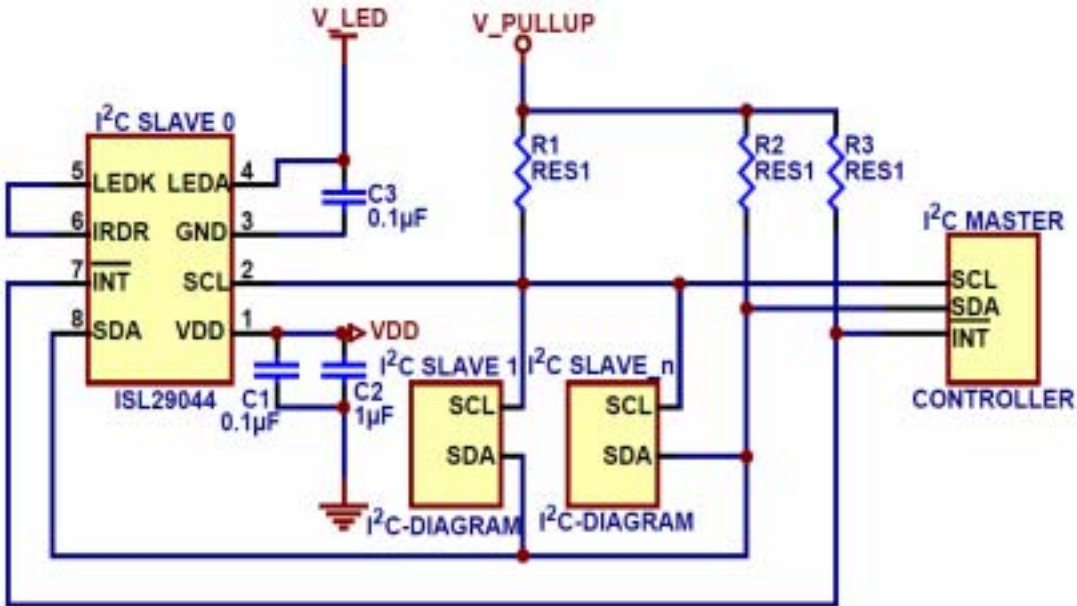 V_LED
V_PULLUP
I²C SLAVE 0
5 LEDK LEDA 4
6 IRDR GND 3
7 INT SCL 2
8 SDA VDD 1
ISL29044
C3
0.1µF
VDD
C1
0.1µF
C2
1µF
R1
RES1
R2
RES1
R3
RES1
I²C SLAVE 1
SCL
SDA
I²C-DIAGRAM
I²C SLAVE_n
SCL
SDA
I²C-DIAGRAM
I²C MASTER
SCL
SDA
INT
CONTROLLER